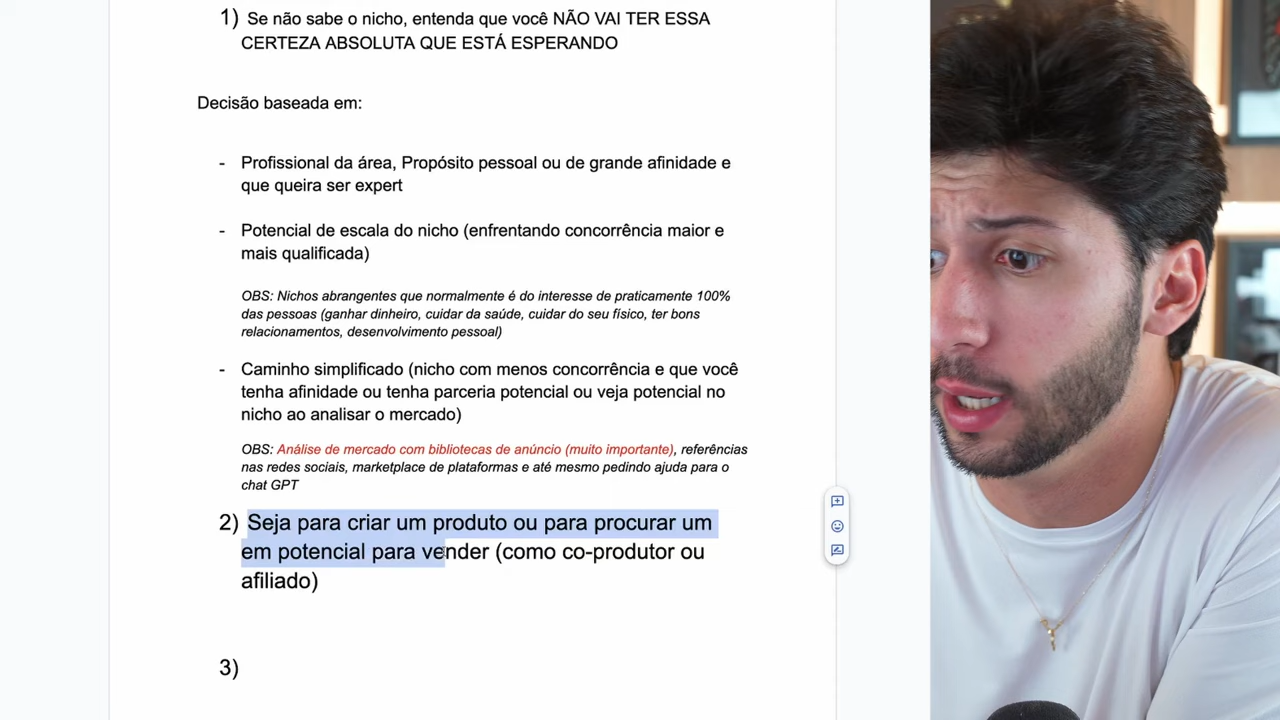 1) Se não sabe o nicho, entenda que você NÃO VAI TER ESSA
CERTEZA ABSOLUTA QUE ESTÁ ESPERANDO
Decisão baseada em:
- Profissional da área, Propósito pessoal ou de grande afinidade e
que queira ser expert
- Potencial de escala do nicho (enfrentando concorrência maior e
mais qualificada)
OBS: Nichos abrangentes que normalmente é do interesse de praticamente 100%
das pessoas (ganhar dinheiro, cuidar da saúde, cuidar do seu físico, ter bons
relacionamentos, desenvolvimento pessoal)
- Caminho simplificado (nicho com menos concorrência e que você
tenha afinidade ou tenha parceria potencial ou veja potencial no
nicho ao analisar o mercado)
OBS: Análise de mercado com bibliotecas de anúncio (muito importante), referências
nas redes sociais, marketplace de plataformas e até mesmo pedindo ajuda para o
chat GPT
2) Seja para criar um produto ou para procurar um
em potencial para vender (como co-produtor ou
afiliado)
3)